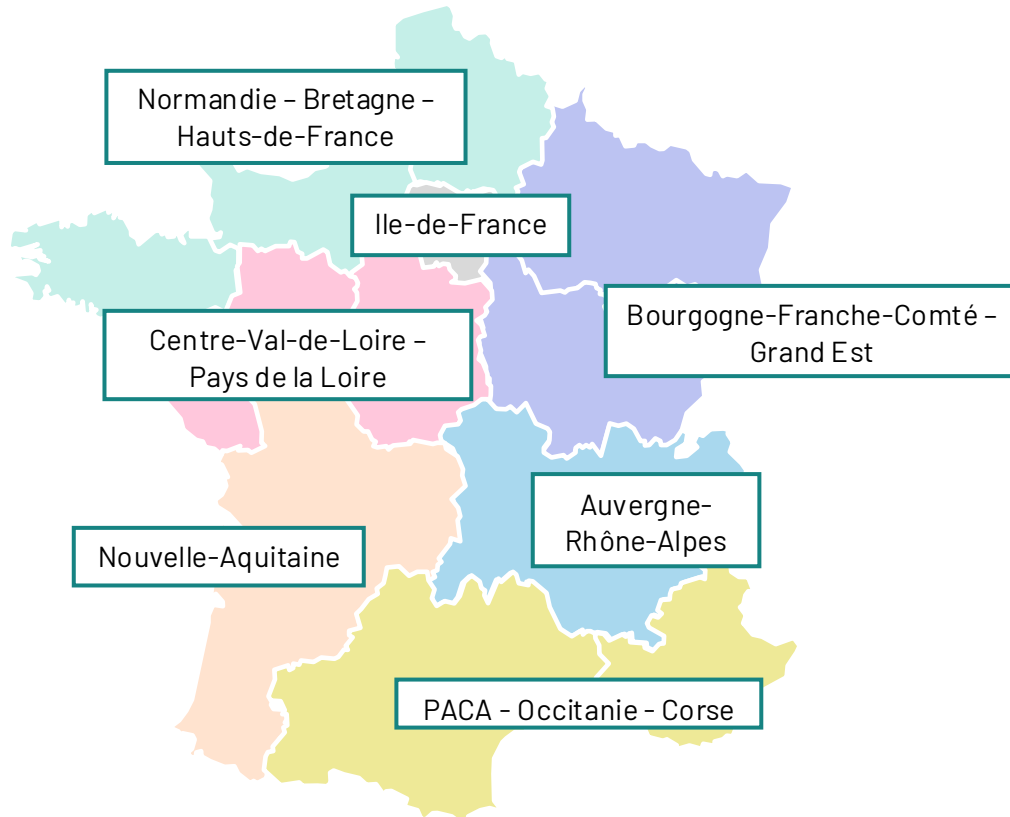 Normandie – Bretagne –
Hauts-de-France
Ile-de-France
Centre-Val-de-Loire –
Pays de la Loire
Bourgogne-Franche-Comté –
Grand Est
Auvergne-
Rhône-Alpes
Nouvelle-Aquitaine
PACA - Occitanie - Corse